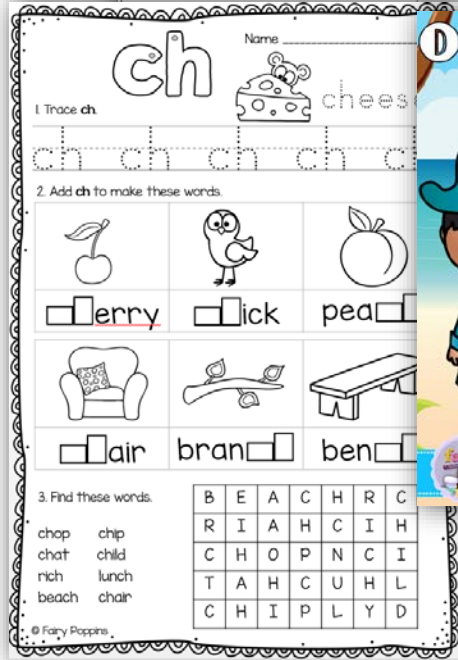 ch
Name
chees
1. Trace ch.
ch ch ch ch c
2. Add ch to make these words.
erry ick pea
air bran ben
3. Find these words.
chop chip
chat child
rich lunch
beach chair
B E A C H R C
R I A H C I H
C H O P N C I
T A H C U H L
C H I P L Y D
© Fairy Poppins
D